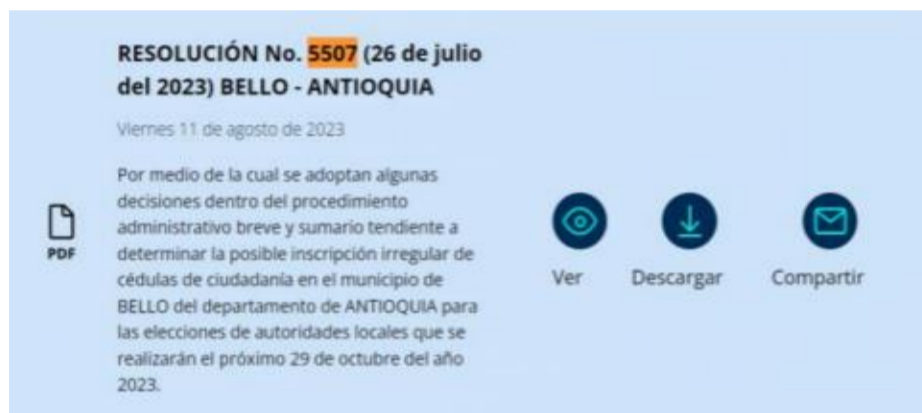 RESOLUCIÓN No. 5507 (26 de julio
del 2023) BELLO - ANTIOQUIA
Viernes 11 de agosto de 2023
Por medio de la cual se adoptan algunas
decisiones dentro del procedimiento
administrativo breve y sumario tendiente a
determinar la posible inscripción irregular de
cédulas de ciudadanía en el municipio de
BELLO del departamento de ANTIOQUIA para
las elecciones de autoridades locales que se
realizarán el próximo 29 de octubre del año
2023.
PDF
Ver
Descargar
Compartir